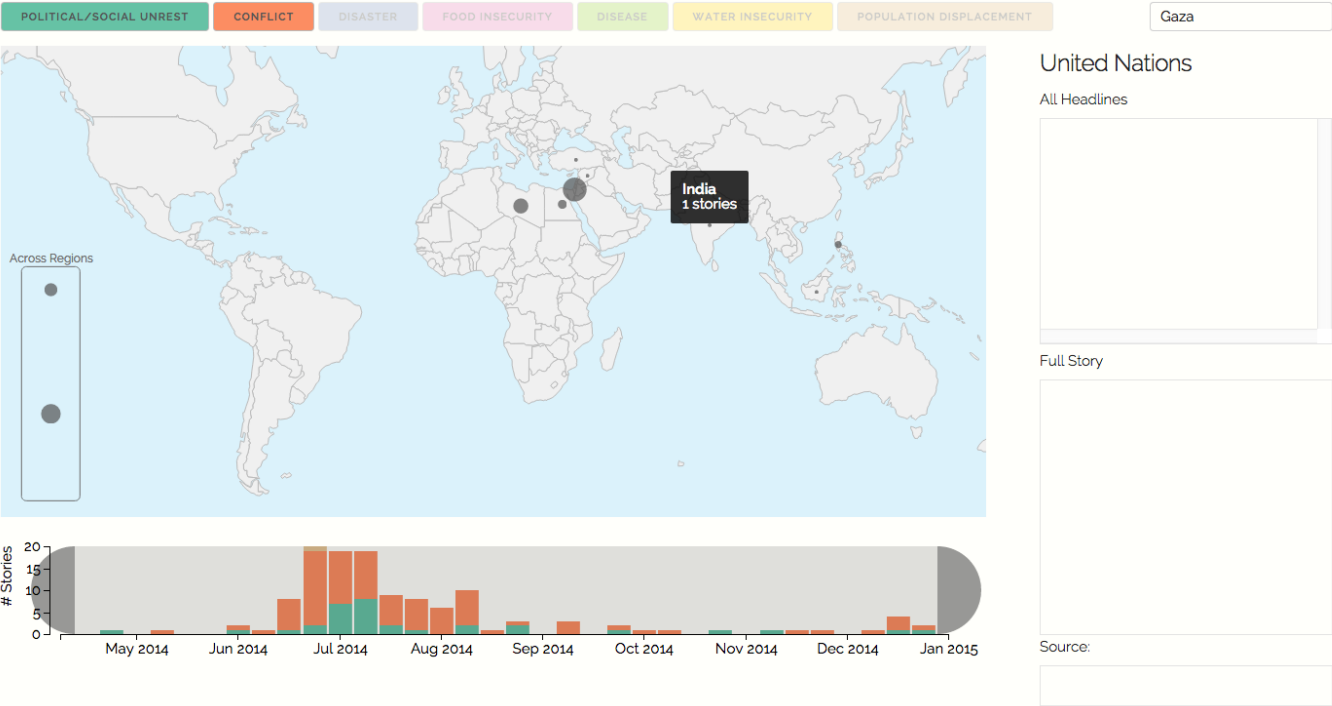 POLITICAL/SOCIAL UNREST
CONFLICT
DISASTER
FOOD INSECURITY
DISEASE
WATER INSECURITY
POPULATION DISPLACEMENT
Gaza
United Nations
All Headlines
India
1 stories
Across Regions
Full Story
# Stories
20
15
10
5
0
May 2014
Jun 2014
Jul 2014
Aug 2014
Sep 2014
Oct 2014
Nov 2014
Dec 2014
Jan 2015
Source: